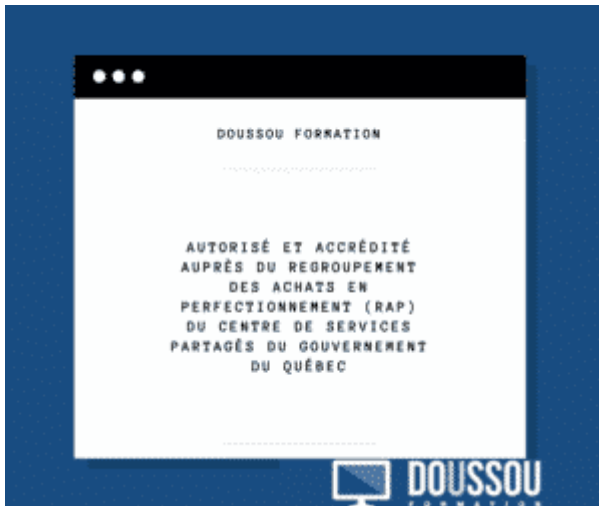 DOUSSOU FORMATION
AUTORISÉ ET ACCRÉDITÉ
AUPRÈS DU REGROUPEMENT
DES ACHATS EN
PERFECTIONNEMENT (RAP)
DU CENTRE DE SERVICES
PARTAGÉS DU GOUVERNEMENT
DU QUÉBEC
DOUSSOU
FORMATION